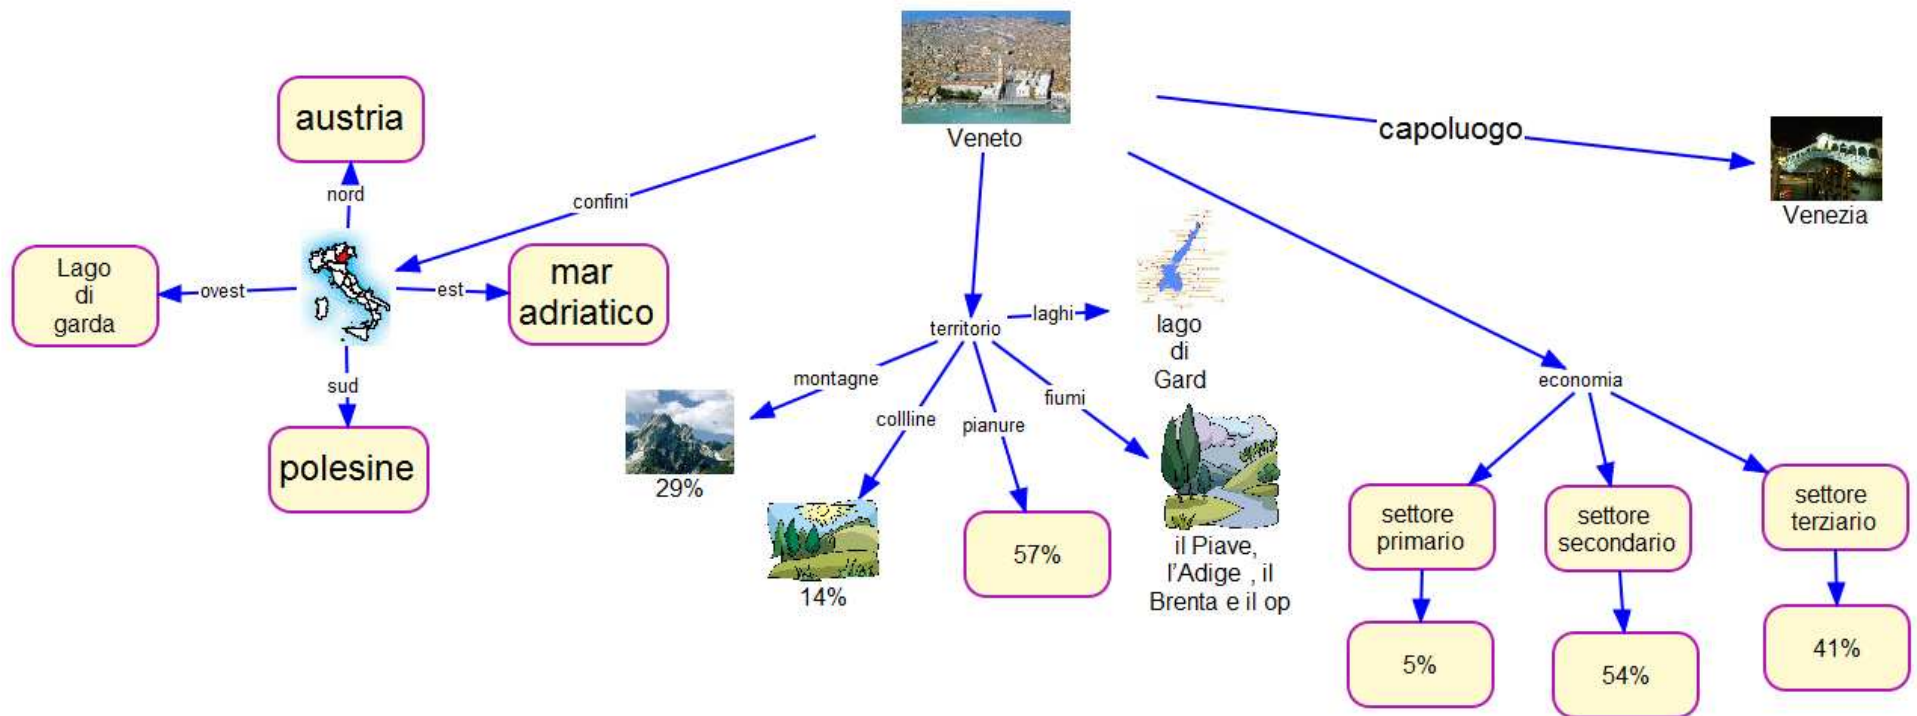 Veneto
capoluogo
Venezia
confini
austria
nord
Lago
di
garda
ovest
est
mar
adriatico
sud
polesine
territorio
laghi
lago
di
Gard
montagne
29%
collline
14%
pianure
57%
fiumi
il Piave,
l'Adige , il
Brenta e il op
economia
settore
primario
5%
settore
secondario
54%
settore
terziario
41%